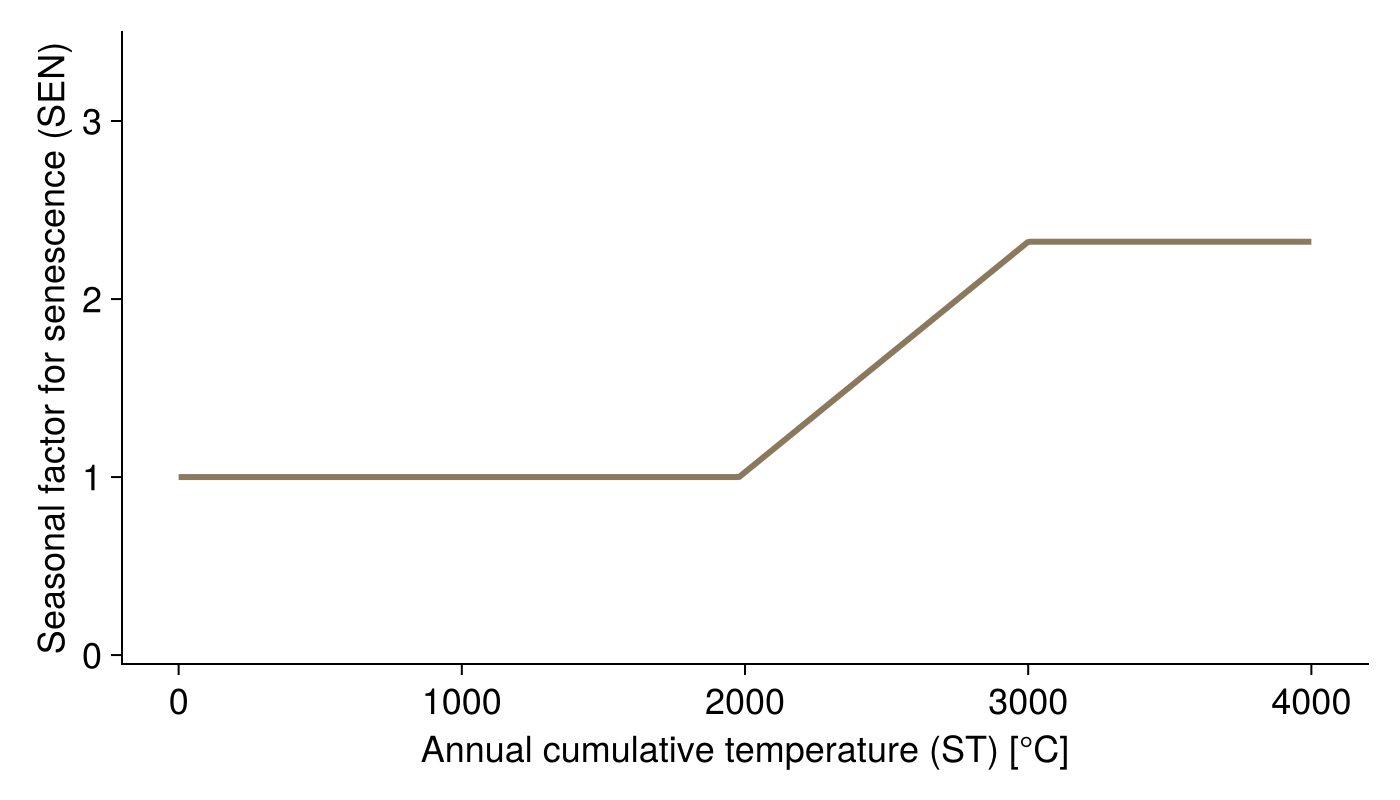 Seasonal factor for senescence (SEN)
3
2
1
0
0 1000 2000 3000 4000
Annual cumulative temperature (ST) [°C]